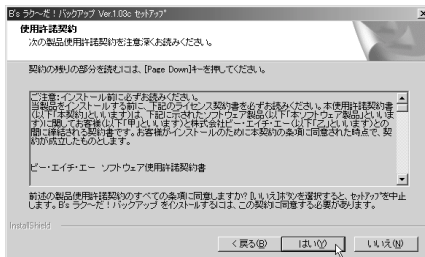 B's ラク～だ！バックアップ Ver.1.03c セットアップ
使用許諾契約
次の製品使用許諾契約を注意深くお読みください。
契約の残りの部分を読むには、[Page Down]キーを押してください。
ご注意:インストール前に必ずお読みください。
当製品をインストールする前に、下記のライセンス契約書を必ずお読みください。本使用許諾契約書
(以下「本契約」といいます)は、下記に示されたソフトウェア製品(以下「本ソフトウェア製品」といいま
す)に関してお客様(以下「甲」といいます)と株式会社ビー・エイチ・エー(以下「乙」といいます)との
間に締結される契約書です。お客様がインストールのために本契約の条項に同意された時点で、契
約が成立したものとします。
ビー・エイチ・エー ソフトウェア使用許諾契約書
前述の製品使用許諾契約のすべての条項に同意しますか? [いいえ]ボタンを選択すると、セットアップを中止
します。B's ラク～だ！バックアップ をインストールするには、この契約に同意する必要があります。
InstallShield
< 戻る(B)
はい(Y)
いいえ(N)